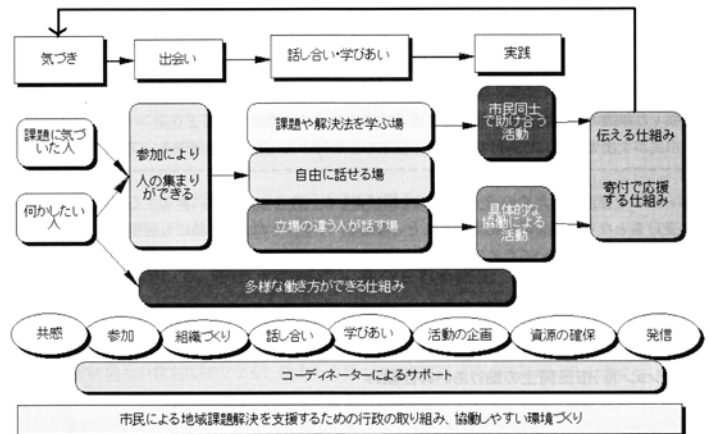 気づき
出会い
話し合い・学びあい
実践
課題に気づ
いた人
何かしたい
人
参加により
人の集まり
ができる
課題や解決法を学ぶ場
自由に話せる場
立場の違う人が話す場
市民同士
で助け合う
活動
具体的な
協働による
活動
伝える仕組み
寄付で応援
する仕組み
多様な働き方ができる仕組み
共感
参加
組織づくり
話し合い
学びあい
活動の企画
資源の確保
発信
コーディネーターによるサポート
市民による地域課題解決を支援するための行政の取り組み、協働しやすい環境づくり